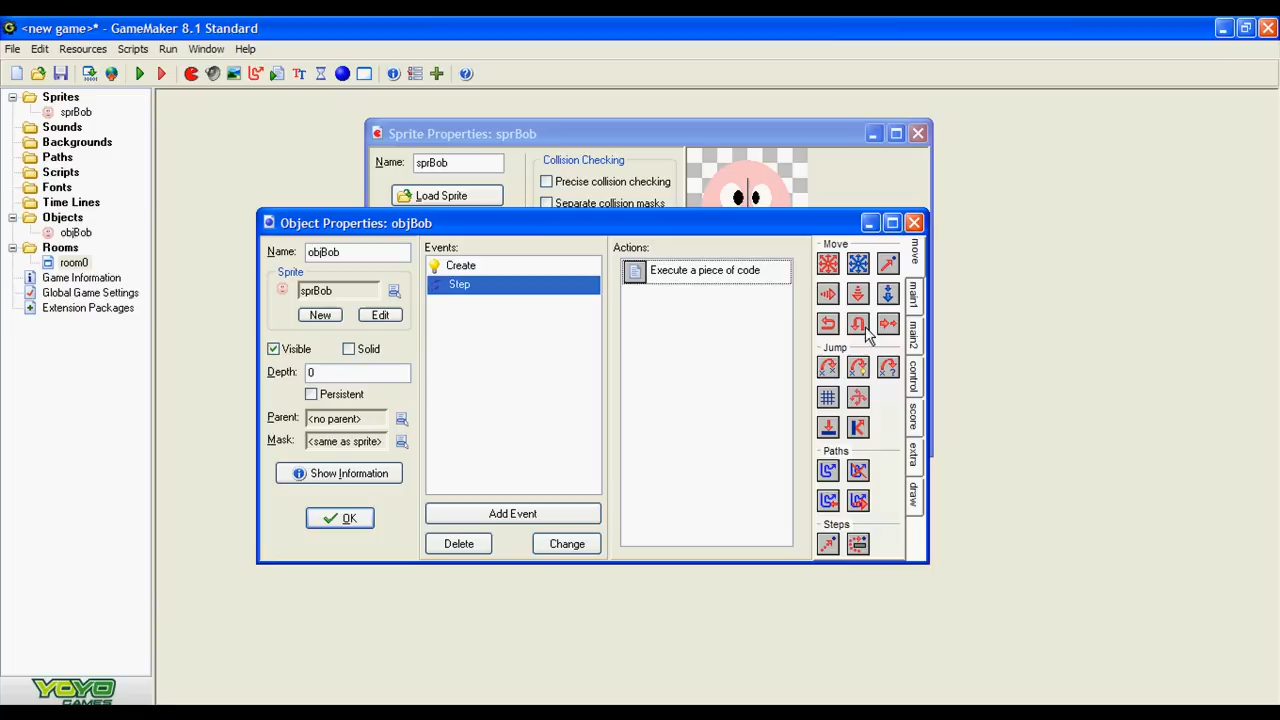 <new game>* - GameMaker 8.1 Standard
File Edit Resources Scripts Run Window Help
Sprites
sprBob
Sounds
Backgrounds
Paths
Scripts
Fonts
Time Lines
Objects
objBob
Rooms
room0
Game Information
Global Game Settings
Extension Packages
YOYO
GAMES
Sprite Properties: sprBob
Name: sprBob
Load Sprite
Collision Checking
Precise collision checking
Separate collision masks
Object Properties: objBob
Name: objBob
Sprite
sprBob
New Edit
Visible Solid
Depth: 0
Persistent
Parent: <no parent>
Mask: <same as sprite>
Show Information
OK
Events:
Create
Step
Add Event
Delete Change
Actions:
Execute a piece of code
Move
Jump
Paths
Steps
move
main1
main2
control
score
extra
draw